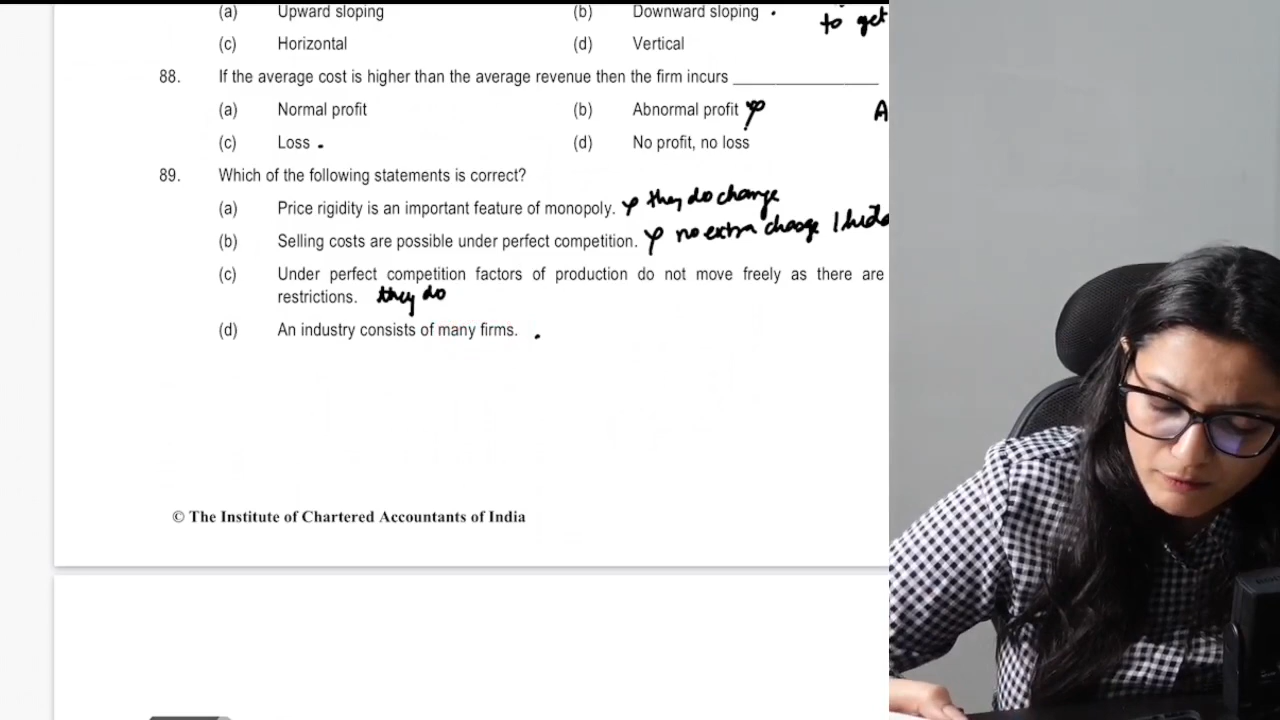 (a) Upward sloping (b) Downward sloping . to get
(c) Horizontal (d) Vertical
88. If the average cost is higher than the average revenue then the firm incurs ________________
(a) Normal profit (b) Abnormal profit A
(c) Loss . (d) No profit, no loss
89. Which of the following statements is correct?
(a) Price rigidity is an important feature of monopoly. they do change
(b) Selling costs are possible under perfect competition. no extra charge
(c) Under perfect competition factors of production do not move freely as there are
restrictions. they do
(d) An industry consists of many firms. .
© The Institute of Chartered Accountants of India